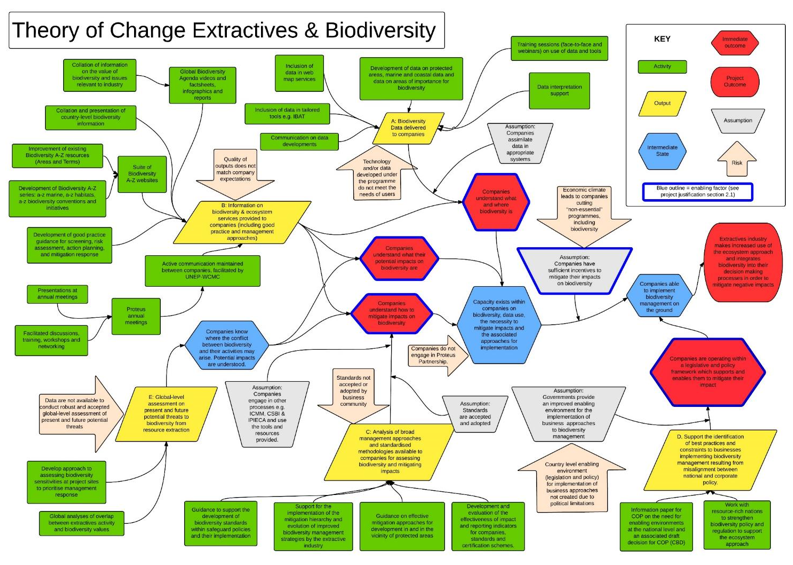 Theory of Change Extractives & Biodiversity
Collation of information
on the value of
biodiversity and issues
relevant to industry
Global Biodiversity
Agenda videos and
factsheets,
infographics and
reports
Collation and presentation of
country-level biodiversity
information
Improvement of existing
Biodiversity A-Z resources
(Areas and Terms)
Suite of
Biodiversity
A-Z websites
Development of Biodiversity A-Z
series: a-z marine, a-z habitats,
a-z biodiversity conventions and
initiatives
Development of good practice
guidance for screening, risk
assessment, action planning,
and mitigation response
Presentations at
annual meetings
Proteus
annual
meetings
Facilitated discussions,
training, workshops and
networking
Active communication maintained
between companies, facilitated by
UNEP-WCMC
Quality of
outputs does not
match company
expectations
B: Information on
biodiversity & ecosystem
services provided to
companies (including good
practice and management
approaches)
Inclusion of
data in web
map services
Inclusion of data in tailored
tools e.g. IBAT
Communication on data
developments
Development of data on protected
areas, marine and coastal data and
data on areas of importance for
biodiversity
Training sessions (face-to-face and
webinars) on use of data and tools
Data interpretation
support
A: Biodiversity
Data delivered
to companies
Assumption:
Companies
assimilate
data in
appropriate
systems
Technology
and/or data
developed under
the programme
do not meet the
needs of users
Companies
understand what
and where
biodiversity is
Companies
understand what their
potential impacts on
biodiversity are
Companies
understand how to
mitigate impacts on
biodiversity
Economic climate
leads to companies
cutting
"non-essential"
programmes,
including
biodiversity
Assumption:
Companies have
sufficient incentives to
mitigate their impacts
on biodiversity
Capacity exists within
companies on
biodiversity, data use,
the necessity to
mitigate impacts and
the associated
approaches for
implementation
Companies able
to implement
biodiversity
management on
the ground
Extractives industry
makes increased use of
the ecosystem approach
and integrates
biodiversity into their
decision making
processes in order to
mitigate negative impacts
Companies are operating within
a legislative and policy
framework which supports and
enables them to mitigate their
impact
Companies know
where the conflict
between biodiversity
and their activities may
arise. Potential impacts
are understood.
Companies do not
engage in Proteus
Partnership.
Assumption:
Companies
engage in other
processes e.g.
ICMM, CSBI &
IPIECA and use
the tools and
resources
provided.
Standards not
accepted or
adopted by
business
community
Assumption:
Standards
are accepted
and adopted
Assumption:
Governments provide
an improved enabling
environment for the
implementation of
business approaches
to biodiversity
management
Country level enabling
environment
(legislation and policy)
for implementation of
business approaches
not created due to
political limitations
Data are not available to
conduct robust and accepted
global-level assessment of
present and future potential
threats
E: Global-level
assessment on
present and future
potential threats to
biodiversity from
resource extraction
Develop approach to
assessing biodiversity
sensitivities at project sites
to prioritise management
response
Global analyses of overlap
between extractives activity
and biodiversity values
C: Analysis of broad
management approaches
and standardised
methodologies available to
companies for assessing
biodiversity and mitigating
impacts
Guidance to support the
development of
biodiversity standards
within safeguard policies
and their implementation
Support for the
implementation of the
mitigation hierarchy and
evolution of improved
biodiversity management
strategies by the extractive
industry
Guidance on effective
mitigation approaches for
development in and in the
vicinity of protected areas
Development and
evaluation of the
effectiveness of impact
and reporting indicators
for companies,
standards and
certification schemes.
D, Support the identification
of best practices and
constraints to businesses
implementing biodiversity
management resulting from
misalignment between
national and corporate
policy.
Information paper for
COP on the need for
enabling environments
at the national level and
an associated draft
decision for COP (CBD)
Work with
resource-rich nations
to strengthen
biodiversity policy and
regulation to support
the ecosystem
approach
KEY
Activity
Output
Intermediate
State
Immediate
outcome
Project
Outcome
Assumption
Risk
Blue outline = enabling factor (see
project justification section 2.1)